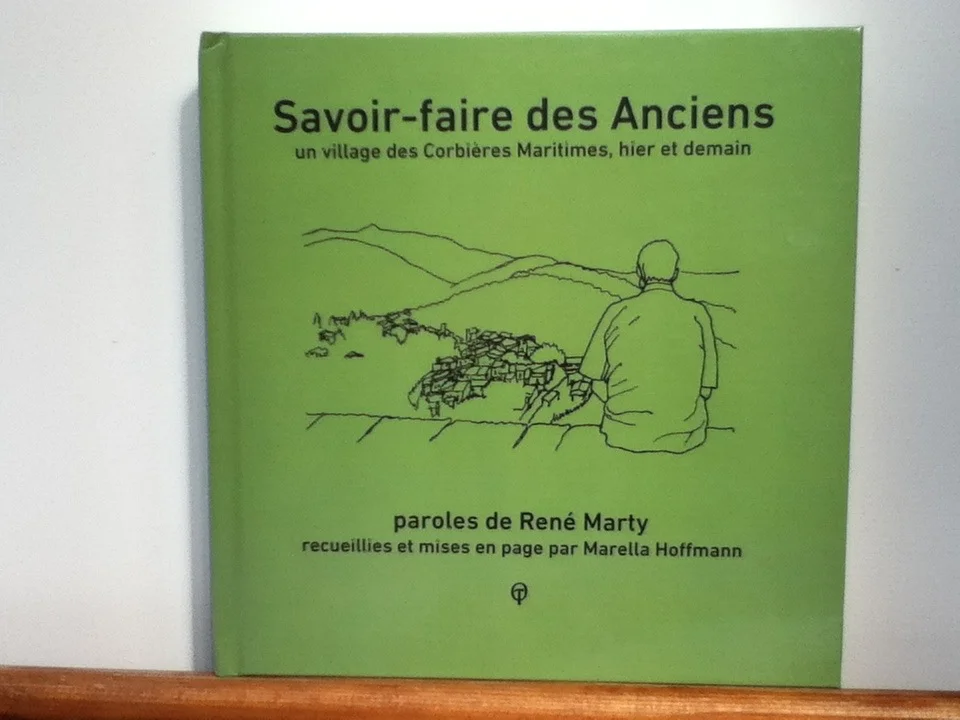 Savoir-faire des Anciens
un village des Corbières Maritimes, hier et demain
paroles de René Marty
recueillies et mises en page par Marella Hoffmann